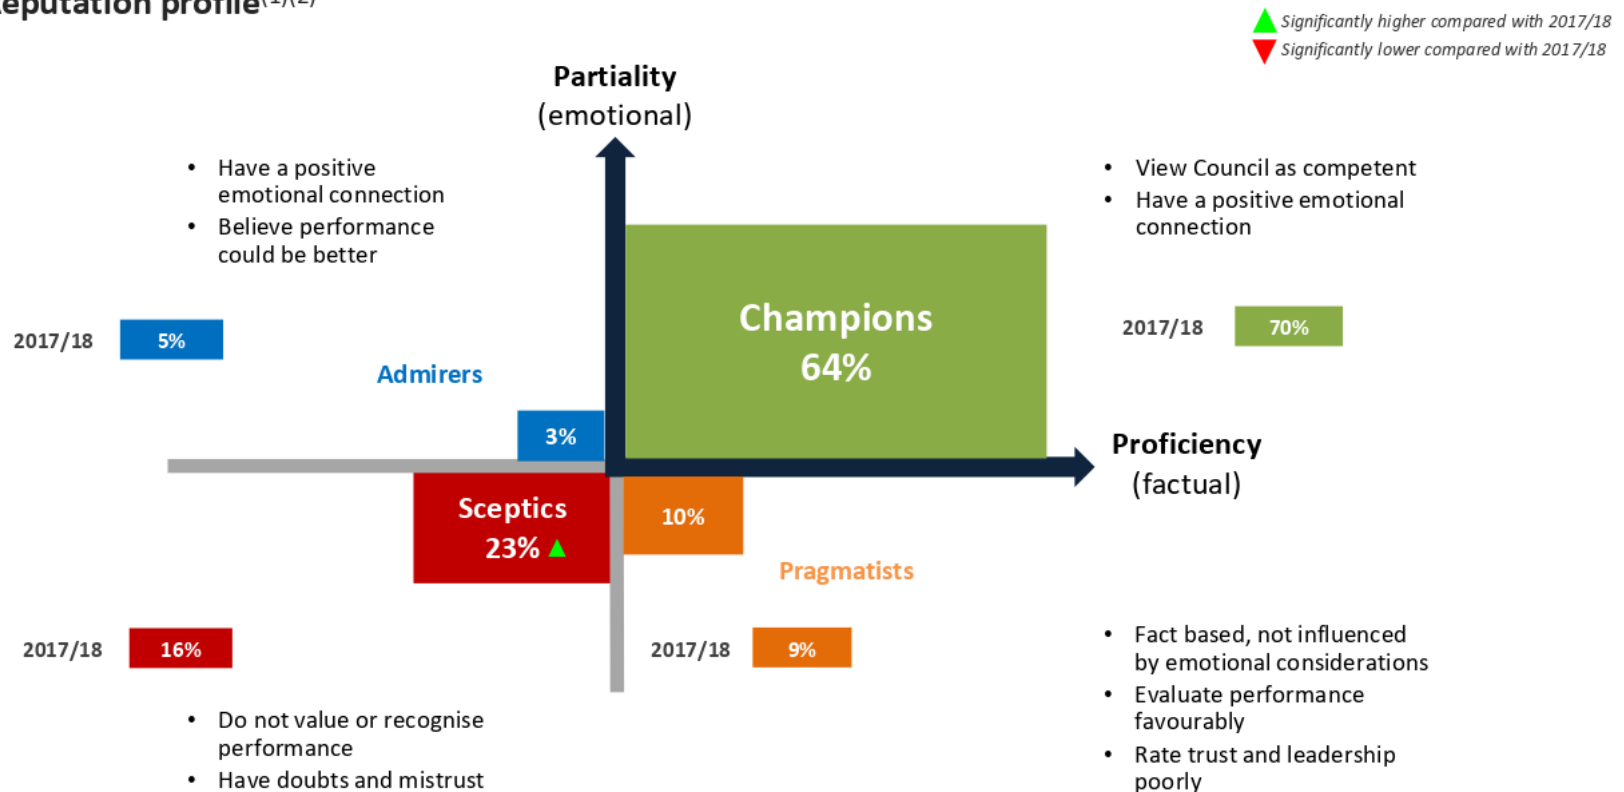 Reputation profile(1)(2)
Significantly higher compared with 2017/18
Significantly lower compared with 2017/18
Partiality
(emotional)
• Have a positive
emotional connection
• Believe performance
could be better
• View Council as competent
• Have a positive emotional
connection
2017/18 5%
Admirers
3%
Champions
64%
2017/18 70%
Proficiency
(factual)
Sceptics
23%
10%
Pragmatists
2017/18 16%
2017/18 9%
• Do not value or recognise
performance
• Have doubts and mistrust
• Fact based, not influenced
by emotional considerations
• Evaluate performance
favourably
• Rate trust and leadership
poorly